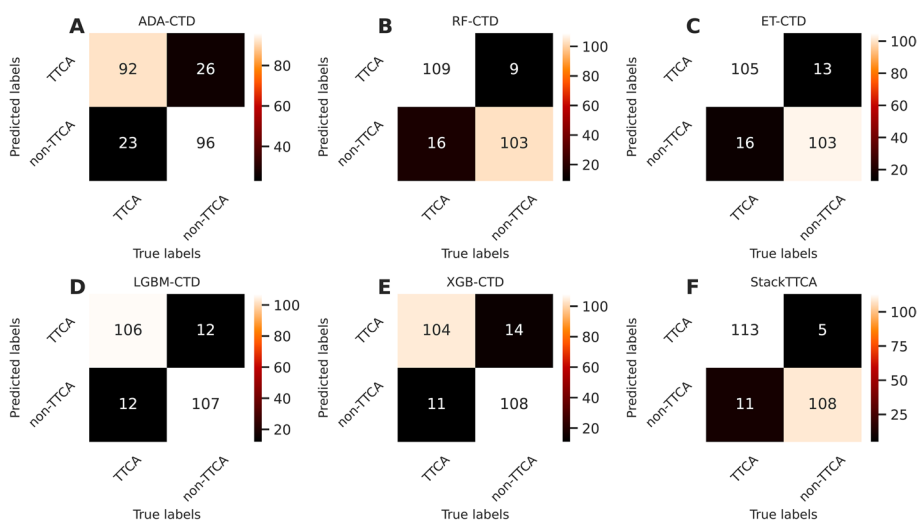 A
ADA-CTD
Predicted labels
TTCA
non-TTCA
92
26
23
96
80
60
40
TTCA
non-TTCA
True labels
B
RF-CTD
Predicted labels
TTCA
non-TTCA
109
9
16
103
100
80
60
40
20
TTCA
non-TTCA
True labels
C
ET-CTD
Predicted labels
TTCA
non-TTCA
105
13
16
103
100
80
60
40
20
TTCA
non-TTCA
True labels
D
LGBM-CTD
Predicted labels
TTCA
non-TTCA
106
12
12
107
100
80
60
40
20
TTCA
non-TTCA
True labels
E
XGB-CTD
Predicted labels
TTCA
non-TTCA
104
14
11
108
100
80
60
40
20
TTCA
non-TTCA
True labels
F
StackTTCA
Predicted labels
TTCA
non-TTCA
113
5
11
108
100
75
50
25
TTCA
non-TTCA
True labels